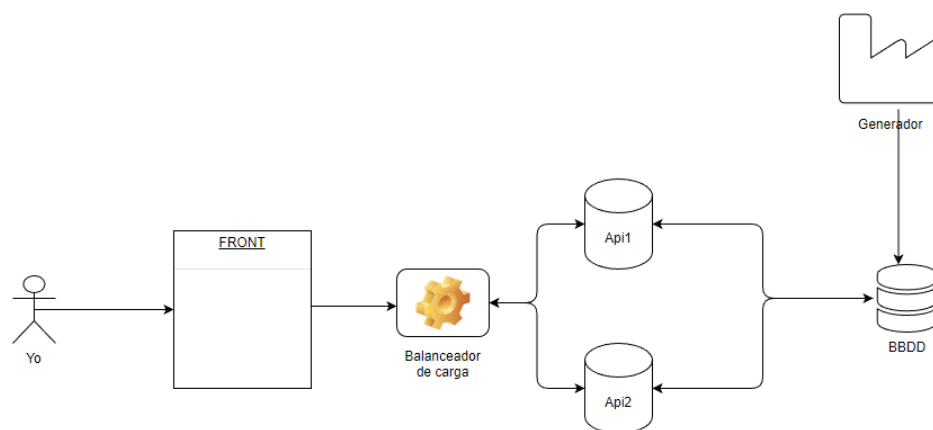 Generador
FRONT
Api1
Yo
Balanceador
de carga
BBDD
Api2